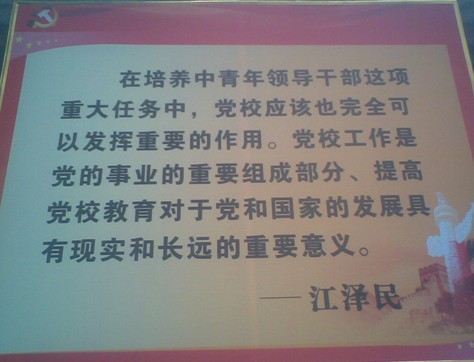 在培养中青年领导干部这项
重大任务中，党校应该也完全可
以发挥重要的作用。党校工作是
党的事业的重要组成部分、提高
党校教育对于党和国家的发展具
有现实和长远的重要意义。
——江泽民